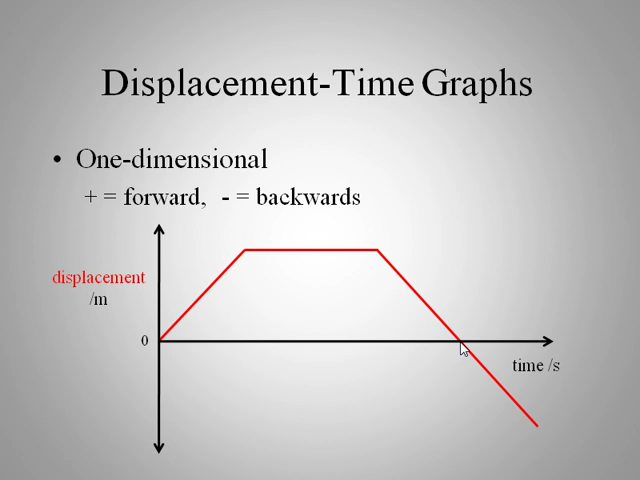 Displacement-Time Graphs
• One-dimensional
+ = forward, - = backwards
displacement
/m
0
time /s